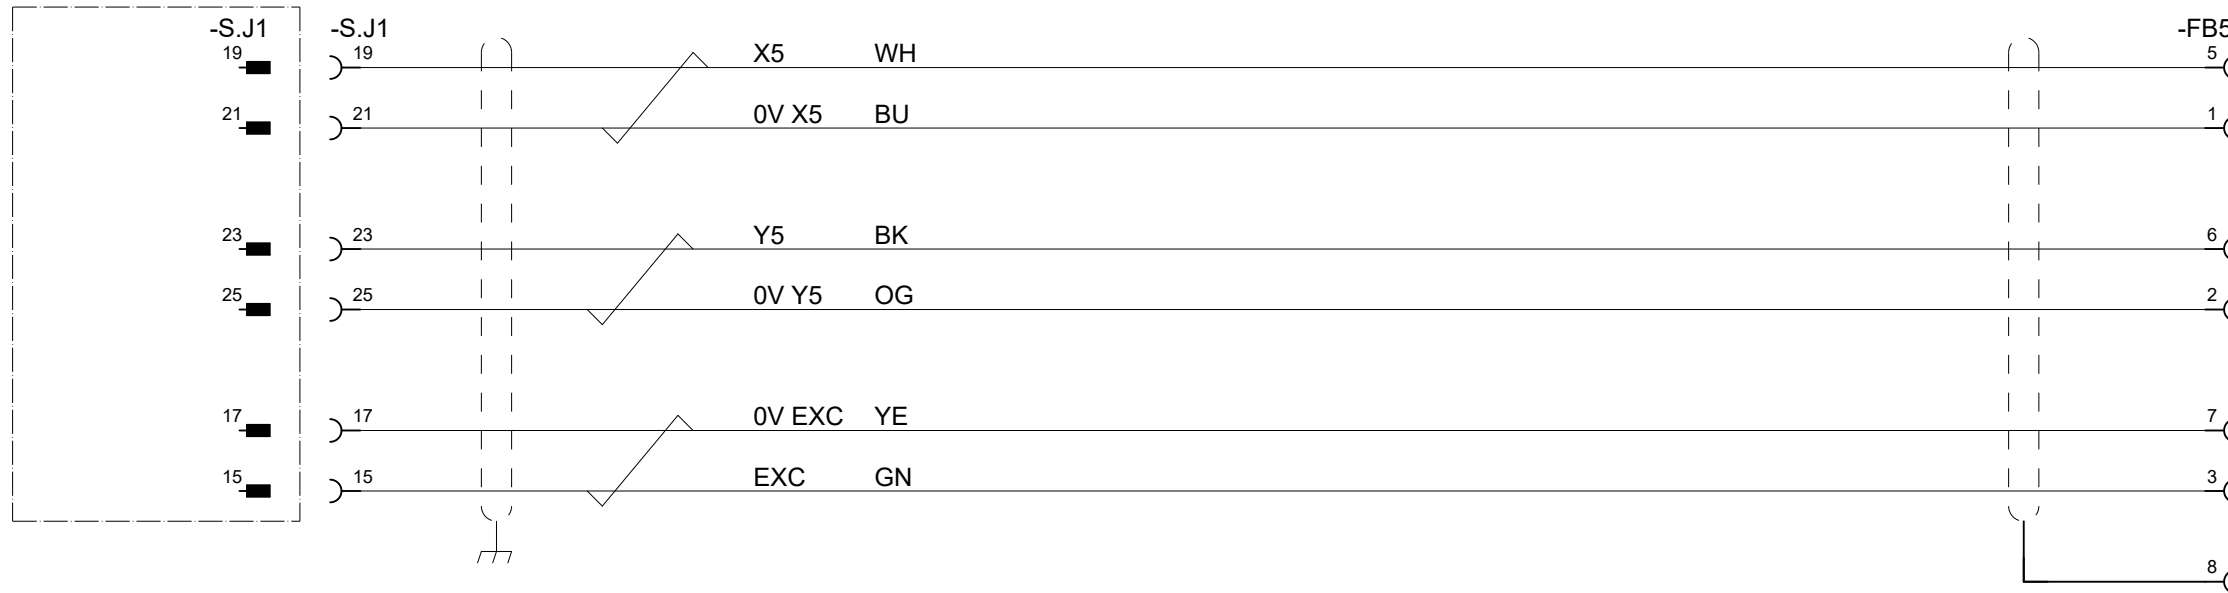 -S.J1 -S.J1 -FB5
19 19 X5 WH 5
21 21 0V X5 BU 1
23 23 Y5 BK 6
25 25 0V Y5 OG 2
17 17 0V EXC YE 7
15 15 EXC GN 3
8